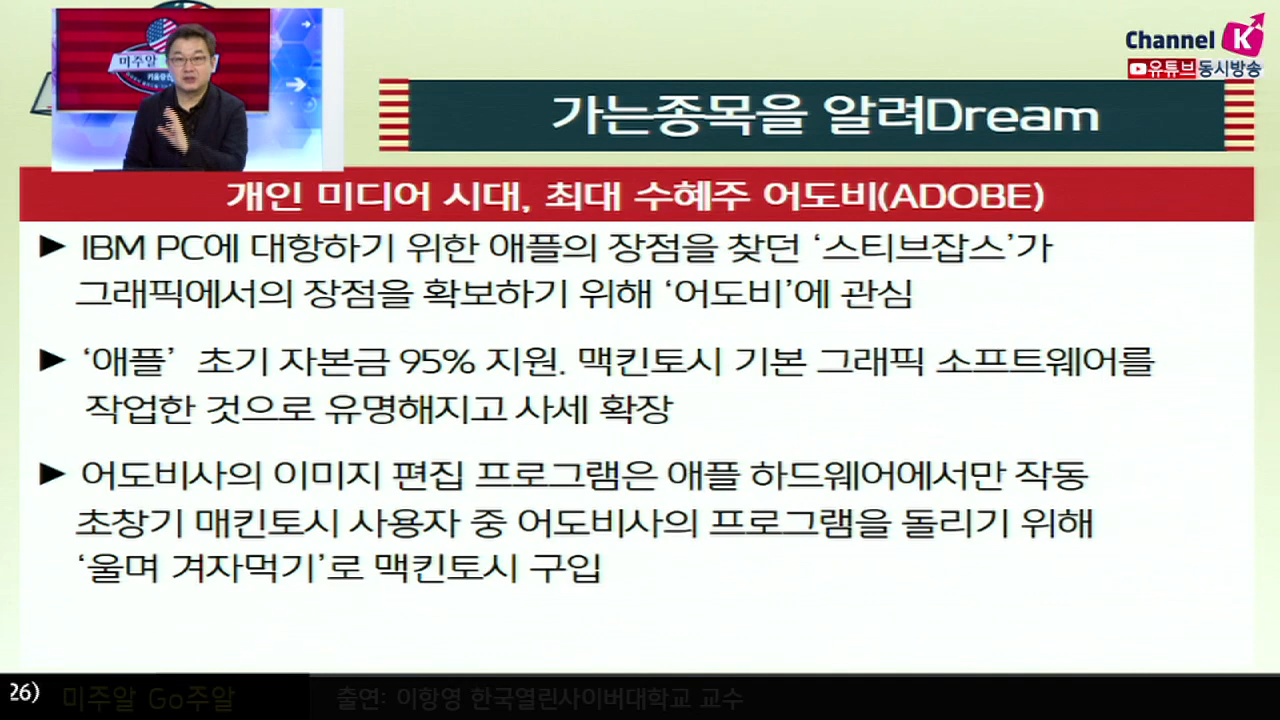 Channel K
유튜브동시방송
미주알
가는종목을 알려Dream
개인 미디어 시대, 최대 수혜주 어도비(ADOBE)
▶ IBM PC에 대항하기 위한 애플의 장점을 찾던 ‘스티브잡스’가
그래픽에서의 장점을 확보하기 위해 ‘어도비’에 관심
▶ ‘애플’ 초기 자본금 95% 지원. 맥킨토시 기본 그래픽 소프트웨어를
작업한 것으로 유명해지고 사세 확장
▶ 어도비사의 이미지 편집 프로그램은 애플 하드웨어에서만 작동
초창기 매킨토시 사용자 중 어도비사의 프로그램을 돌리기 위해
‘울며 겨자먹기’로 맥킨토시 구입
26) 미주알 Go주알 출연: 이항영 한국열린사이버대학교 교수